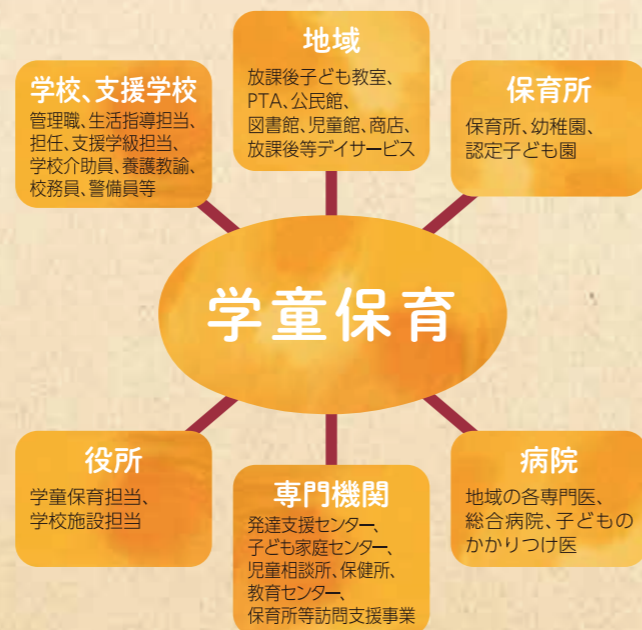 学校、支援学校
管理職、生活指導担当、
担任、支援学級担当、
学校介助員、養護教諭、
校務員、警備員等
地域
放課後子ども教室、
PTA、公民館、
図書館、児童館、商店、
放課後等デイサービス
保育所
保育所、幼稚園、
認定子ども園
学童保育
役所
学童保育担当、
学校施設担当
専門機関
発達支援センター、
子ども家庭センター、
児童相談所、保健所、
教育センター、
保育所等訪問支援事業
病院
地域の各専門医、
総合病院、子どもの
かかりつけ医